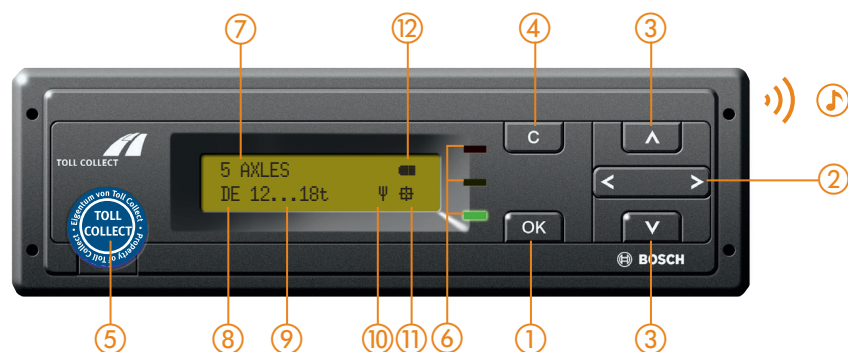 ⑦ ⑫ ④ ③
C
∧
TOLL COLLECT
5 AXLES
DE 12...18t
< >
②
Eigentum von Toll Collect
TOLL
COLLECT
Property of Toll Collect
OK
∨
BOSCH
⑤ ⑧ ⑨ ⑩ ⑪ ⑥ ① ③